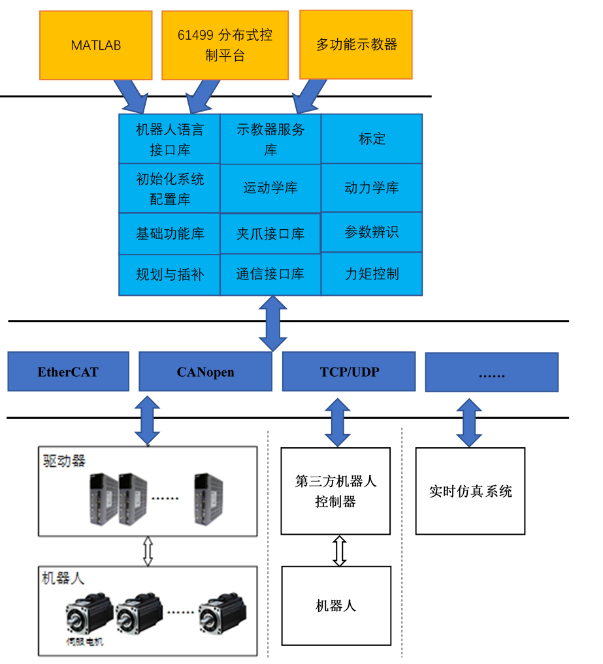 MATLAB
61499 分布式控
制平台
多功能示教器
机器人语言
接口库
示教器服务
库
标定
初始化系统
配置库
运动学库
动力学库
基础功能库
夹爪接口库
参数辨识
规划与插补
通信接口库
力矩控制
EtherCAT
CANopen
TCP/UDP
……
驱动器
……
第三方机器人
控制器
实时仿真系统
机器人
……
伺服电机
机器人